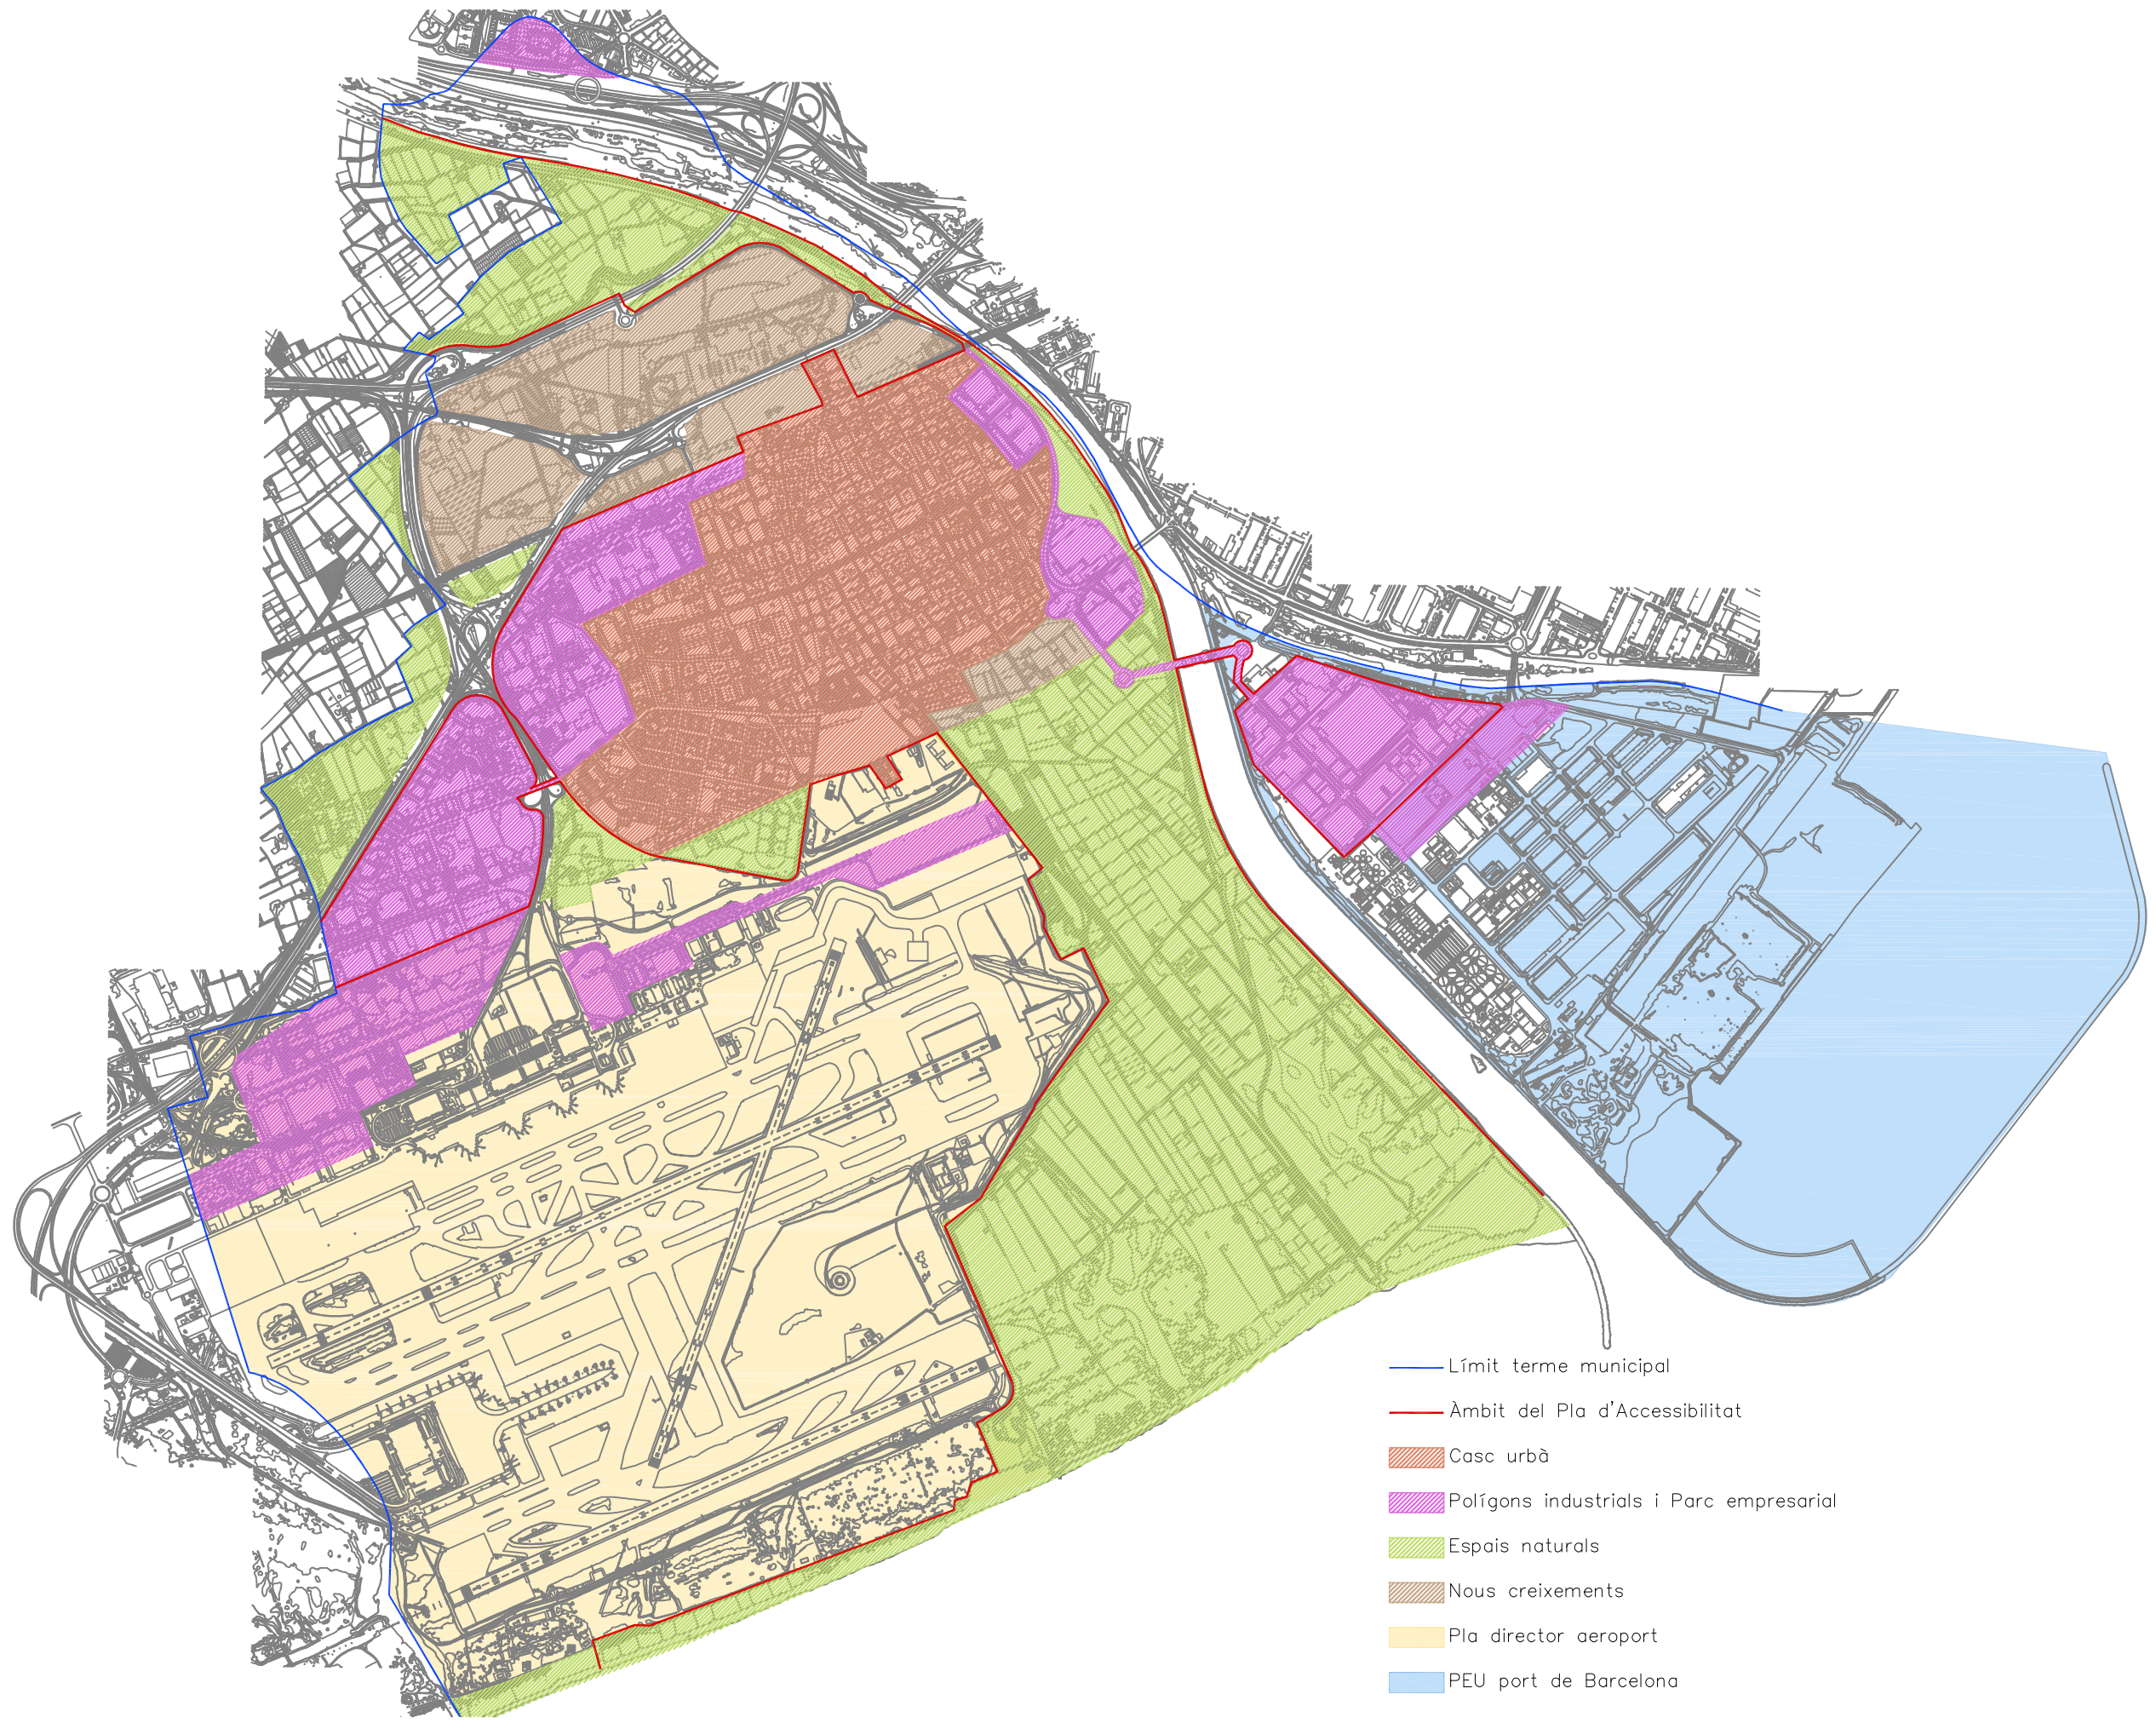 Límit terme municipal
Àmbit del Pla d'Accessibilitat
Casc urbà
Polígons industrials i Parc empresarial
Espais naturals
Nous creixements
Pla director aeroport
PEU port de Barcelona